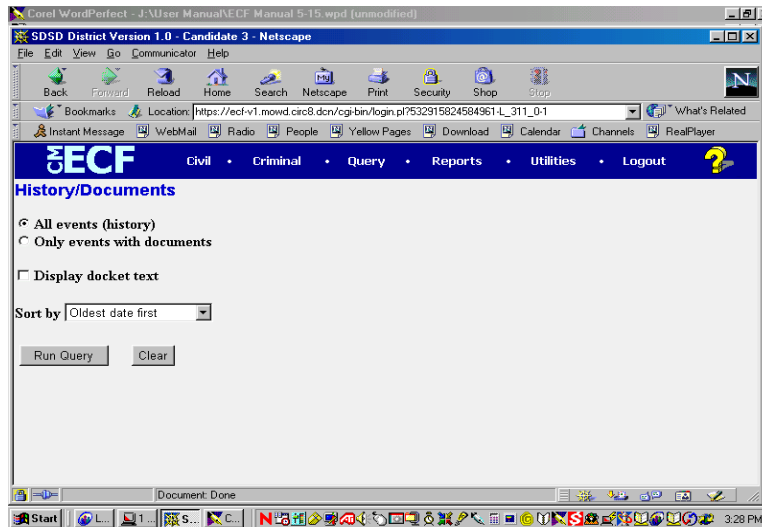 Corel WordPerfect - J:\User Manual\ECF Manual 5-15.wpd (unmodified)
SDSD District Version 1.0 - Candidate 3 - Netscape
File Edit View Go Communicator Help
Back Forward Reload Home Search Netscape Print Security Shop Stop
Bookmarks Location: https://ecf-v1.mowd.circ8.dcn/cgi-bin/login.pl?532915824584961-L_311_0-1 What's Related
Instant Message WebMail Radio People Yellow Pages Download Calendar Channels RealPlayer
CM ECF Civil • Criminal • Query • Reports • Utilities • Logout ?
History/Documents
All events (history)
Only events with documents
Display docket text
Sort by Oldest date first
Run Query Clear
Document: Done
Start L... 1... S... C... 3:28 PM